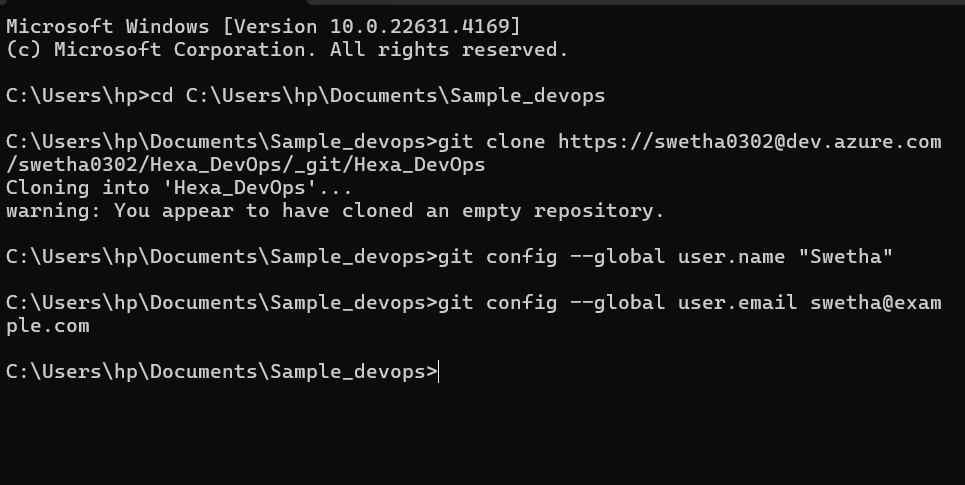 Microsoft Windows [Version 10.0.22631.4169]
(c) Microsoft Corporation. All rights reserved.
C:\Users\hp>cd C:\Users\hp\Documents\Sample_devops
C:\Users\hp\Documents\Sample_devops>git clone https://swetha0302@dev.azure.com
/swetha0302/Hexa_DevOps/_git/Hexa_DevOps
Cloning into 'Hexa_DevOps'...
warning: You appear to have cloned an empty repository.
C:\Users\hp\Documents\Sample_devops>git config --global user.name "Swetha"
C:\Users\hp\Documents\Sample_devops>git config --global user.email swetha@exam
ple.com
C:\Users\hp\Documents\Sample_devops>